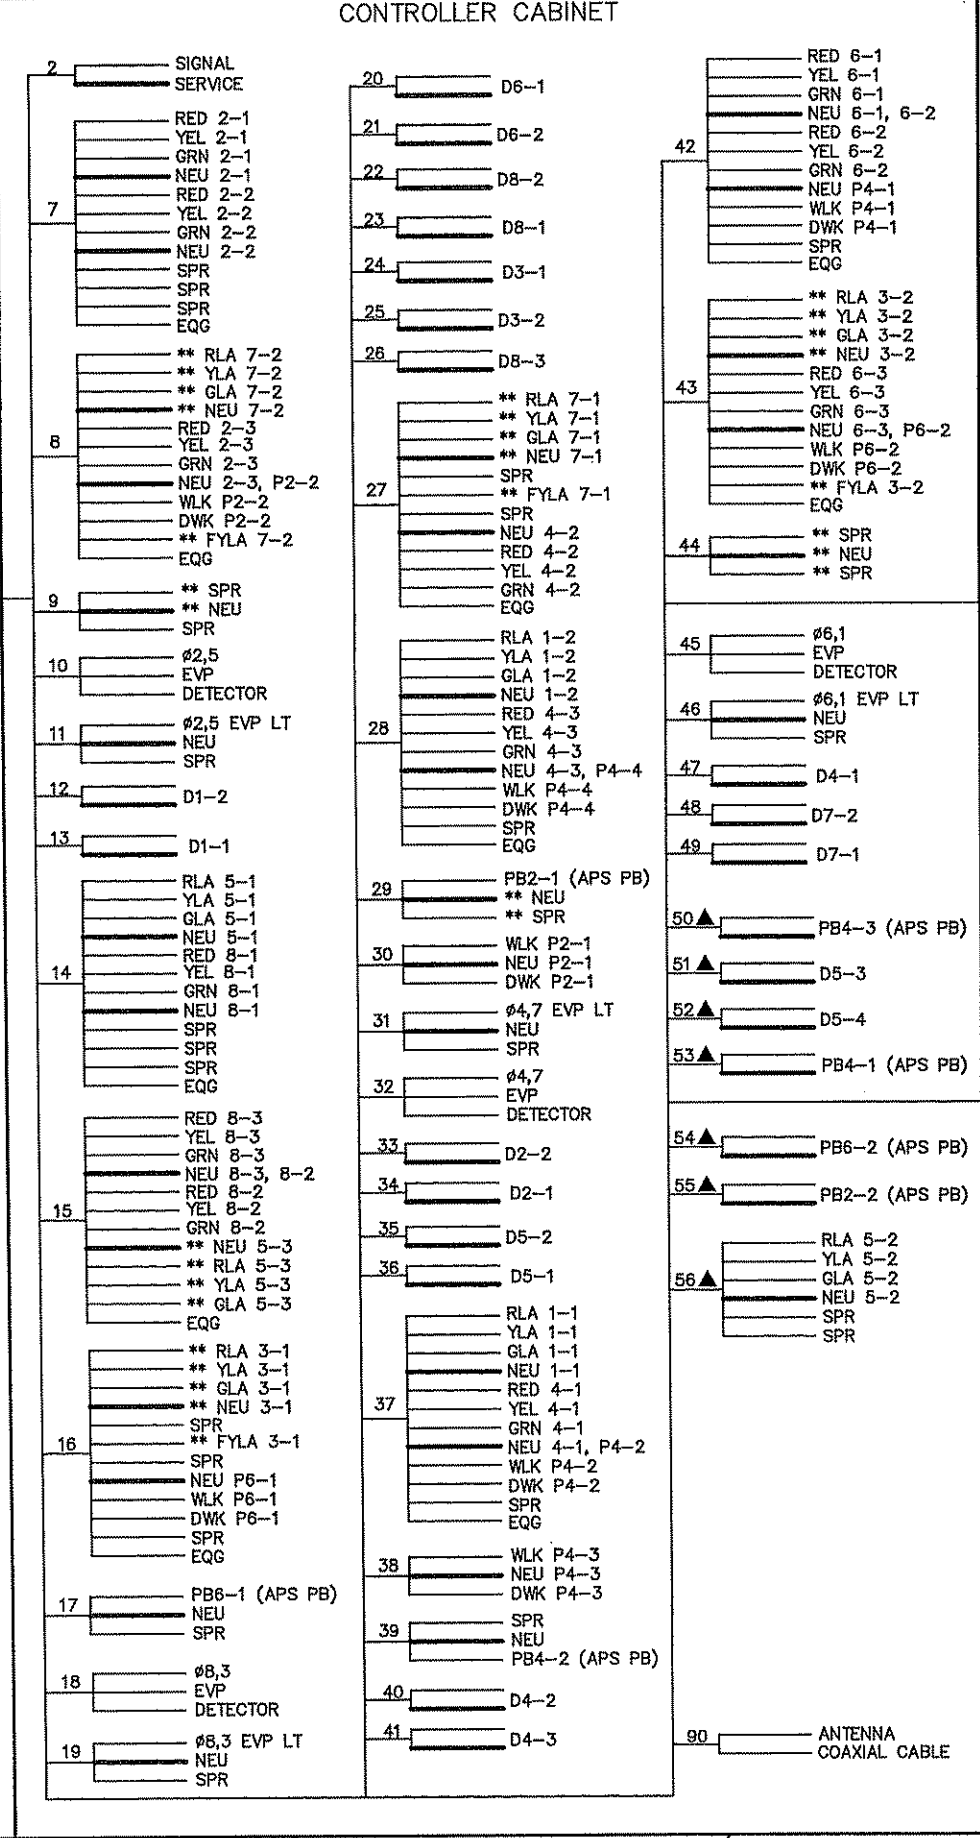 CONTROLLER CABINET
2
SIGNAL
SERVICE
7
RED 2-1
YEL 2-1
GRN 2-1
NEU 2-1
RED 2-2
YEL 2-2
GRN 2-2
NEU 2-2
SPR
SPR
SPR
EQG
8
** RLA 7-2
** YLA 7-2
** GLA 7-2
** NEU 7-2
RED 2-3
YEL 2-3
GRN 2-3
NEU 2-3, P2-2
WLK P2-2
DWK P2-2
** FYLA 7-2
EQG
9
** SPR
** NEU
SPR
10
ø2,5
EVP
DETECTOR
11
ø2,5 EVP LT
NEU
SPR
12
D1-2
13
D1-1
14
RLA 5-1
YLA 5-1
GLA 5-1
NEU 5-1
RED 8-1
YEL 8-1
GRN 8-1
NEU 8-1
SPR
SPR
SPR
EQG
15
RED 8-3
YEL 8-3
GRN 8-3
NEU 8-3, 8-2
RED 8-2
YEL 8-2
GRN 8-2
** NEU 5-3
** RLA 5-3
** YLA 5-3
** GLA 5-3
EQG
16
** RLA 3-1
** YLA 3-1
** GLA 3-1
** NEU 3-1
SPR
** FYLA 3-1
SPR
NEU P6-1
WLK P6-1
DWK P6-1
SPR
EQG
17
PB6-1 (APS PB)
NEU
SPR
18
ø8,3
EVP
DETECTOR
19
ø8,3 EVP LT
NEU
SPR
20
D6-1
21
D6-2
22
D8-2
23
D8-1
24
D3-1
25
D3-2
26
D8-3
27
** RLA 7-1
** YLA 7-1
** GLA 7-1
** NEU 7-1
SPR
** FYLA 7-1
SPR
NEU 4-2
RED 4-2
YEL 4-2
GRN 4-2
EQG
28
RLA 1-2
YLA 1-2
GLA 1-2
NEU 1-2
RED 4-3
YEL 4-3
GRN 4-3
NEU 4-3, P4-4
WLK P4-4
DWK P4-4
SPR
EQG
29
PB2-1 (APS PB)
** NEU
** SPR
30
WLK P2-1
NEU P2-1
DWK P2-1
31
ø4,7 EVP LT
NEU
SPR
32
ø4,7
EVP
DETECTOR
33
D2-2
34
D2-1
35
D5-2
36
D5-1
37
RLA 1-1
YLA 1-1
GLA 1-1
NEU 1-1
RED 4-1
YEL 4-1
GRN 4-1
NEU 4-1, P4-2
WLK P4-2
DWK P4-2
SPR
EQG
38
WLK P4-3
NEU P4-3
DWK P4-3
39
SPR
NEU
PB4-2 (APS PB)
40
D4-2
41
D4-3
42
RED 6-1
YEL 6-1
GRN 6-1
NEU 6-1, 6-2
RED 6-2
YEL 6-2
GRN 6-2
NEU P4-1
WLK P4-1
DWK P4-1
SPR
EQG
43
** RLA 3-2
** YLA 3-2
** GLA 3-2
** NEU 3-2
RED 6-3
YEL 6-3
GRN 6-3
NEU 6-3, P6-2
WLK P6-2
DWK P6-2
** FYLA 3-2
EQG
44
** SPR
** NEU
** SPR
45
ø6,1
EVP
DETECTOR
46
ø6,1 EVP LT
NEU
SPR
47
D4-1
48
D7-2
49
D7-1
50▲
PB4-3 (APS PB)
51▲
D5-3
52▲
D5-4
53▲
PB4-1 (APS PB)
54▲
PB6-2 (APS PB)
55▲
PB2-2 (APS PB)
56▲
RLA 5-2
YLA 5-2
GLA 5-2
NEU 5-2
SPR
SPR
90
ANTENNA
COAXIAL CABLE